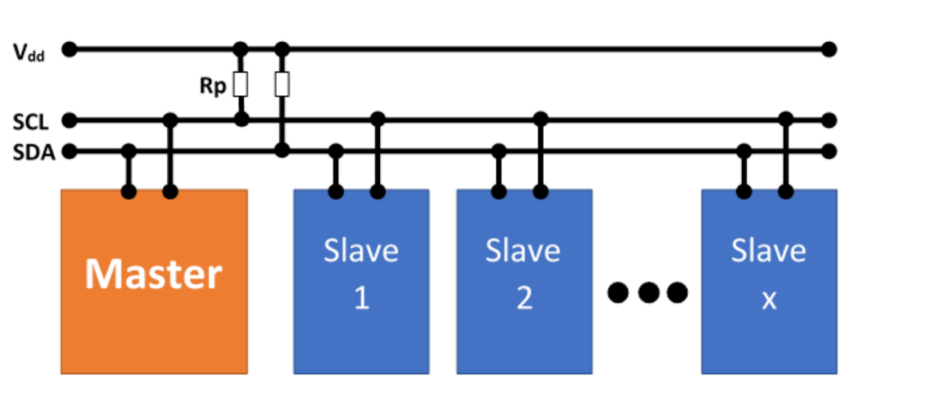 Vdd
Rp
SCL
SDA
Master
Slave
1
Slave
2
Slave
x